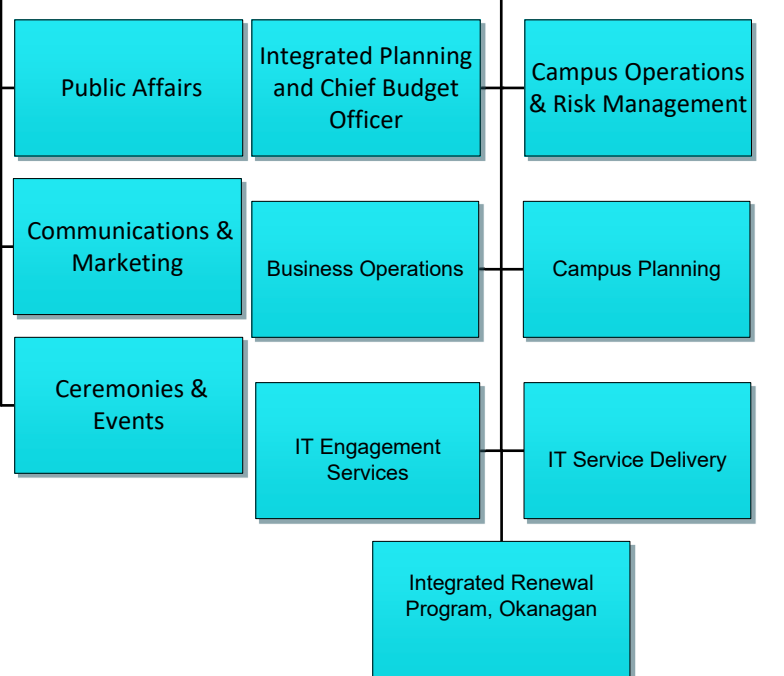 Public Affairs
Integrated Planning
and Chief Budget
Officer
Campus Operations
& Risk Management
Communications &
Marketing
Business Operations
Campus Planning
Ceremonies &
Events
IT Engagement
Services
IT Service Delivery
Integrated Renewal
Program, Okanagan